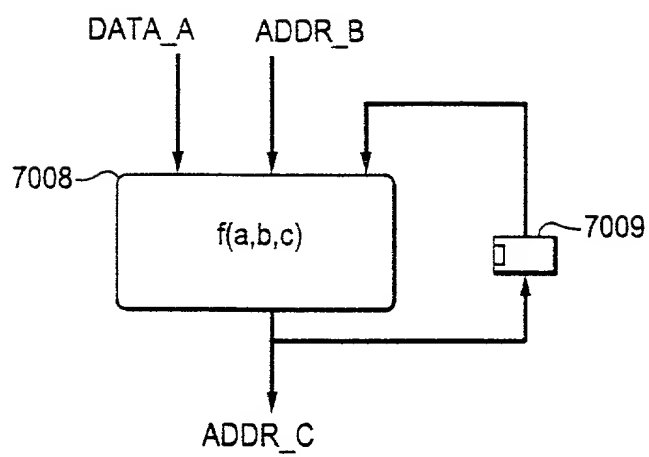 DATA_A
ADDR_B
7008
f(a,b,c)
7009
ADDR_C